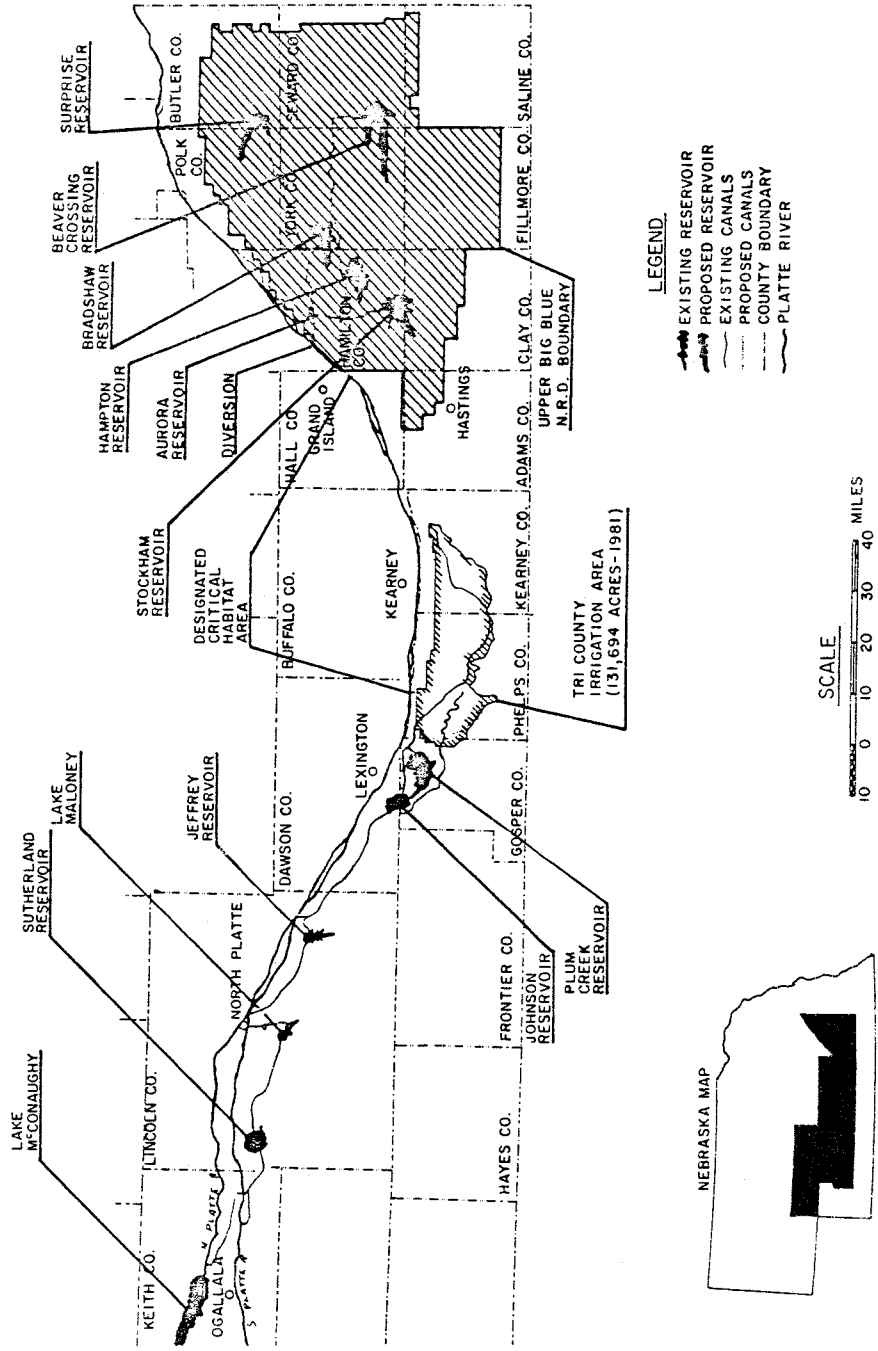 LAKE
McCONAUGHY
SUTHERLAND
RESERVOIR
LAKE
MALONEY
JEFFREY
RESERVOIR
DESIGNATED
CRITICAL
HABITAT
AREA
STOCKHAM
RESERVOIR
DIVERSION
AURORA
RESERVOIR
HAMPTON
RESERVOIR
BRADSHAW
RESERVOIR
BEAVER
CROSSING
RESERVOIR
SURPRISE
RESERVOIR
KEITH CO.
LINCOLN CO.
N PLATTE R
OGALLALA
S PLATTE R
NORTH PLATTE
DAWSON CO.
LEXINGTON
BUFFALO CO.
KEARNEY
HALL CO.
GRAND
ISLAND
HAMILTON
CO.
YORK CO.
POLK
CO.
BUTLER CO.
SEWARD CO.
HASTINGS
HAYES CO.
FRONTIER CO.
GOSPER CO.
PHELPS CO.
KEARNEY CO.
ADAMS CO.
CLAY CO.
FILLMORE CO.
SALINE CO.
JOHNSON
RESERVOIR
PLUM
CREEK
RESERVOIR
TRI COUNTY
IRRIGATION AREA
(131,694 ACRES-1981)
UPPER BIG BLUE
N.R.D. BOUNDARY
NEBRASKA MAP
SCALE
10 0 10 20 30 40 MILES
LEGEND
EXISTING RESERVOIR
PROPOSED RESERVOIR
EXISTING CANALS
PROPOSED CANALS
COUNTY BOUNDARY
PLATTE RIVER